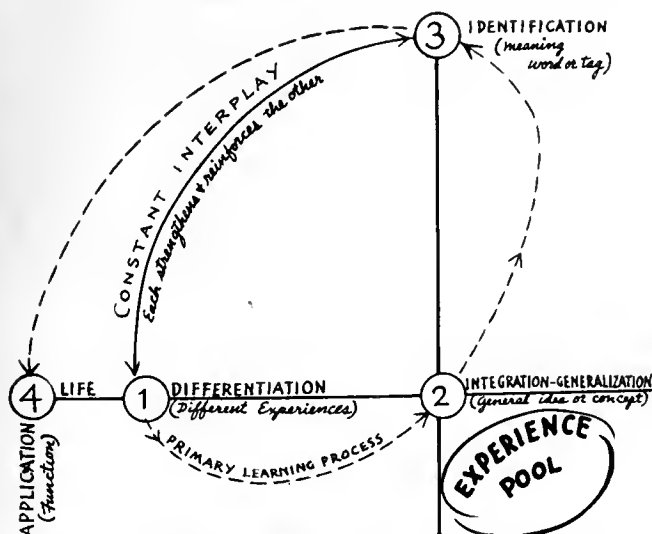 3
IDENTIFICATION
(meaning
word or tag)
CONSTANT INTERPLAY
Each strengthens & reinforces the other
4
LIFE
1
DIFFERENTIATION
(Different Experiences)
2
INTEGRATION-GENERALIZATION
(General idea or concept)
PRIMARY LEARNING PROCESS
EXPERIENCE
POOL
APPLICATION
(Function)